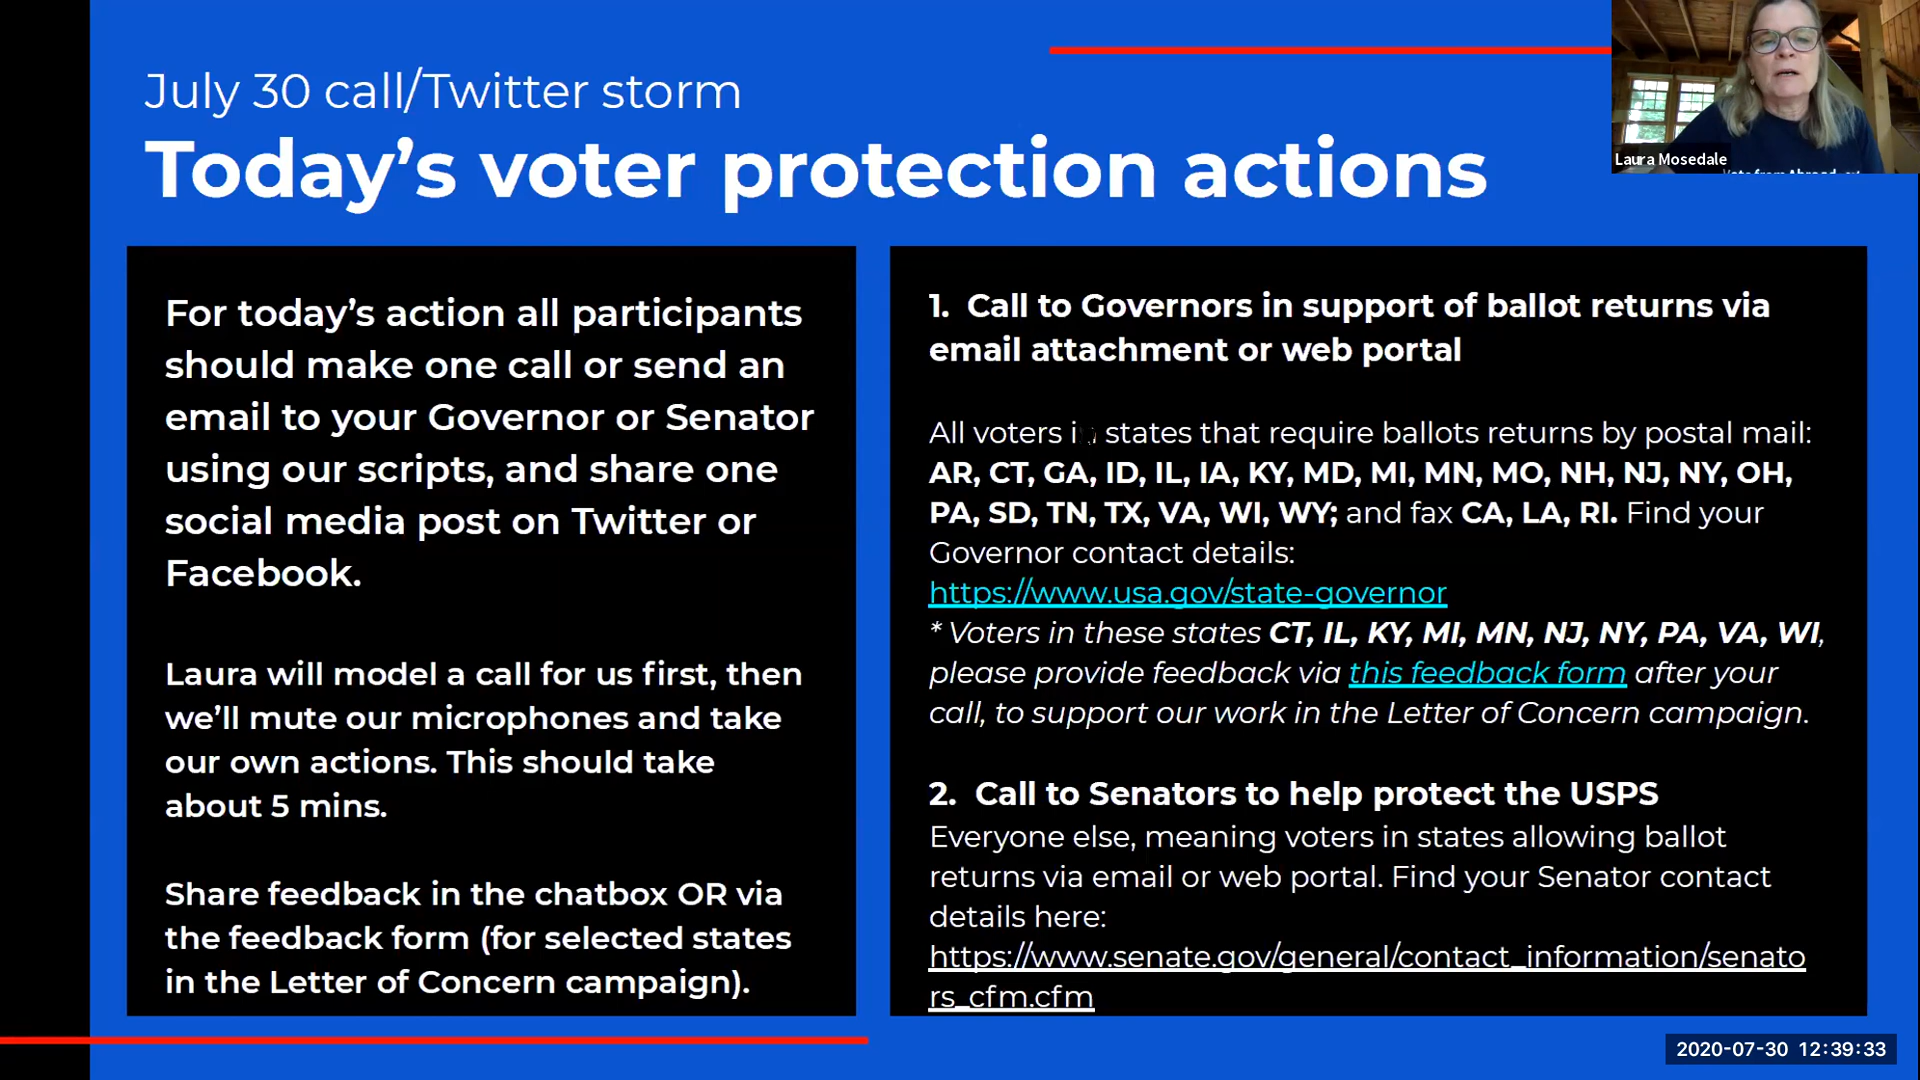 July 30 call/Twitter storm
Today's voter protection actions
Laura Mosedale
Vote from Abroad
For today's action all participants
should make one call or send an
email to your Governor or Senator
using our scripts, and share one
social media post on Twitter or
Facebook.
Laura will model a call for us first, then
we'll mute our microphones and take
our own actions. This should take
about 5 mins.
Share feedback in the chatbox OR via
the feedback form (for selected states
in the Letter of Concern campaign).
1. Call to Governors in support of ballot returns via
email attachment or web portal
All voters in states that require ballots returns by postal mail:
AR, CT, GA, ID, IL, IA, KY, MD, MI, MN, MO, NH, NJ, NY, OH,
PA, SD, TN, TX, VA, WI, WY; and fax CA, LA, RI. Find your
Governor contact details:
https://www.usa.gov/state-governor
* Voters in these states CT, IL, KY, MI, MN, NJ, NY, PA, VA, WI,
please provide feedback via this feedback form after your
call, to support our work in the Letter of Concern campaign.
2. Call to Senators to help protect the USPS
Everyone else, meaning voters in states allowing ballot
returns via email or web portal. Find your Senator contact
details here:
https://www.senate.gov/general/contact_information/senato
rs_cfm.cfm
2020-07-30 12:39:33